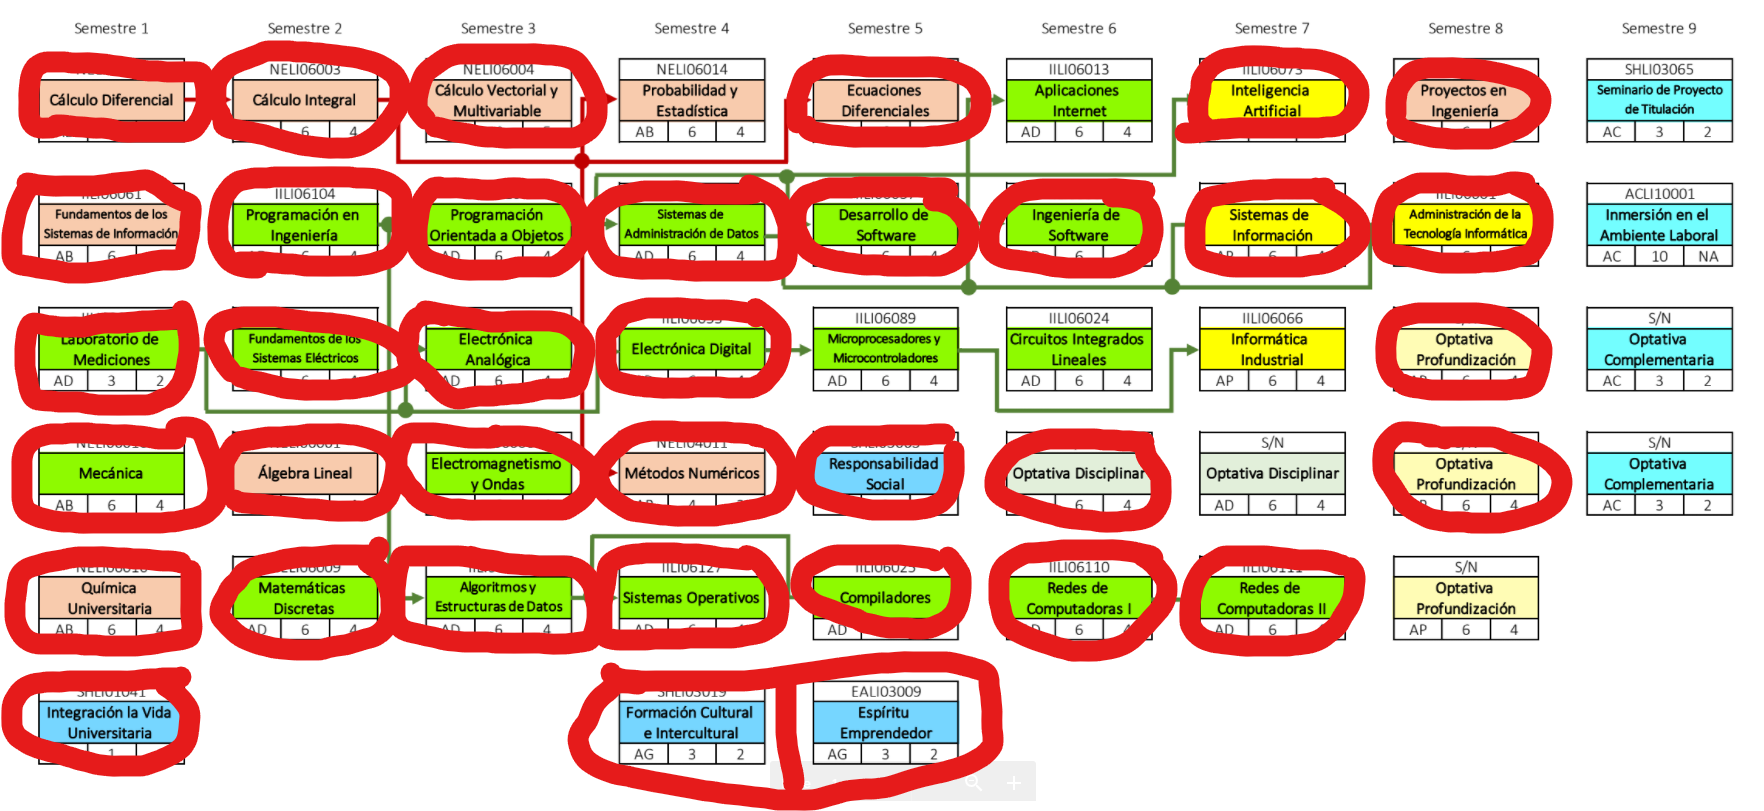 Semestre 1
Semestre 2
Semestre 3
Semestre 4
Semestre 5
Semestre 6
Semestre 7
Semestre 8
Semestre 9
Cálculo Diferencial
NELI06003
Cálculo Integral
6 4
NELI06004
Cálculo Vectorial y
Multivariable
NELI06014
Probabilidad y
Estadística
AB 6 4
Ecuaciones
Diferenciales
IILI06013
Aplicaciones
Internet
AD 6 4
IILI06073
Inteligencia
Artificial
Proyectos en
Ingeniería
SHLI03065
Seminario de Proyecto
de Titulación
AC 3 2
Fundamentos de los
Sistemas de Información
AB 6
IILI06104
Programación en
Ingeniería
6 4
Programación
Orientada a Objetos
AD 6 4
Sistemas de
Administración de Datos
AD 6 4
Desarrollo de
Software
6 4
Ingeniería de
Software
6
Sistemas de
Información
6
Administración de la
Tecnología Informática
ACLI10001
Inmersión en el
Ambiente Laboral
AC 10 NA
Laboratorio de
Mediciones
AD 3 2
Fundamentos de los
Sistemas Eléctricos
6 4
Electrónica
Analógica
AD 6 4
Electrónica Digital
IILI06089
Microprocesadores y
Microcontroladores
AD 6 4
IILI06024
Circuitos Integrados
Lineales
AD 6 4
IILI06066
Informática
Industrial
AP 6 4
Optativa
Profundización
6 4
S/N
Optativa
Complementaria
AC 3 2
Mecánica
AB 6 4
Álgebra Lineal
Electromagnetismo
y Ondas
NELI04011
Métodos Numéricos
Responsabilidad
Social
Optativa Disciplinar
6 4
S/N
Optativa Disciplinar
AD 6 4
Optativa
Profundización
6 4
S/N
Optativa
Complementaria
AC 3 2
Química
Universitaria
AB 6 4
Matemáticas
Discretas
AD 6 4
Algoritmos y
Estructuras de Datos
AD 6 4
IILI06127
Sistemas Operativos
Compiladores
AD
IILI06110
Redes de
Computadoras I
6
IILI06111
Redes de
Computadoras II
AD 6
S/N
Optativa
Profundización
AP 6 4
SHLI01041
Integración la Vida
Universitaria
1
SHLI03019
Formación Cultural
e Intercultural
AG 3 2
EALI03009
Espíritu
Emprendedor
AG 3 2